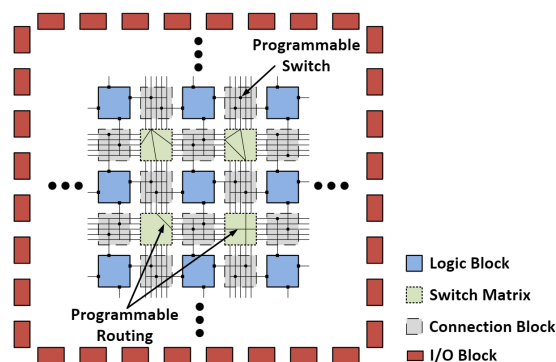 Programmable
Switch
Programmable
Routing
Logic Block
Switch Matrix
Connection Block
I/O Block